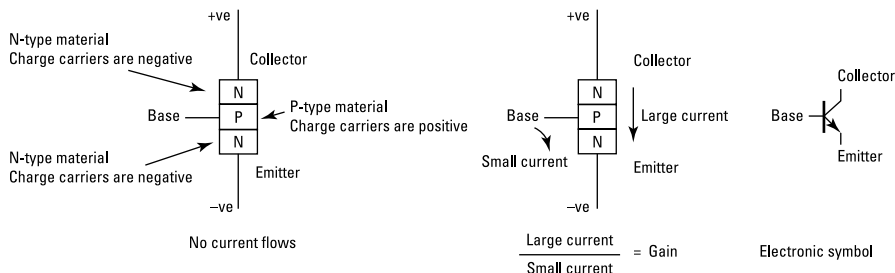 +ve
N-type material
Charge carriers are negative
Collector
N
Base
P
P-type material
Charge carriers are positive
N
N-type material
Charge carriers are negative
Emitter
–ve
No current flows
+ve
Collector
N
Base
P
Large current
Small current
N
Emitter
–ve
Large current
Small current
= Gain
Collector
Base
Emitter
Electronic symbol